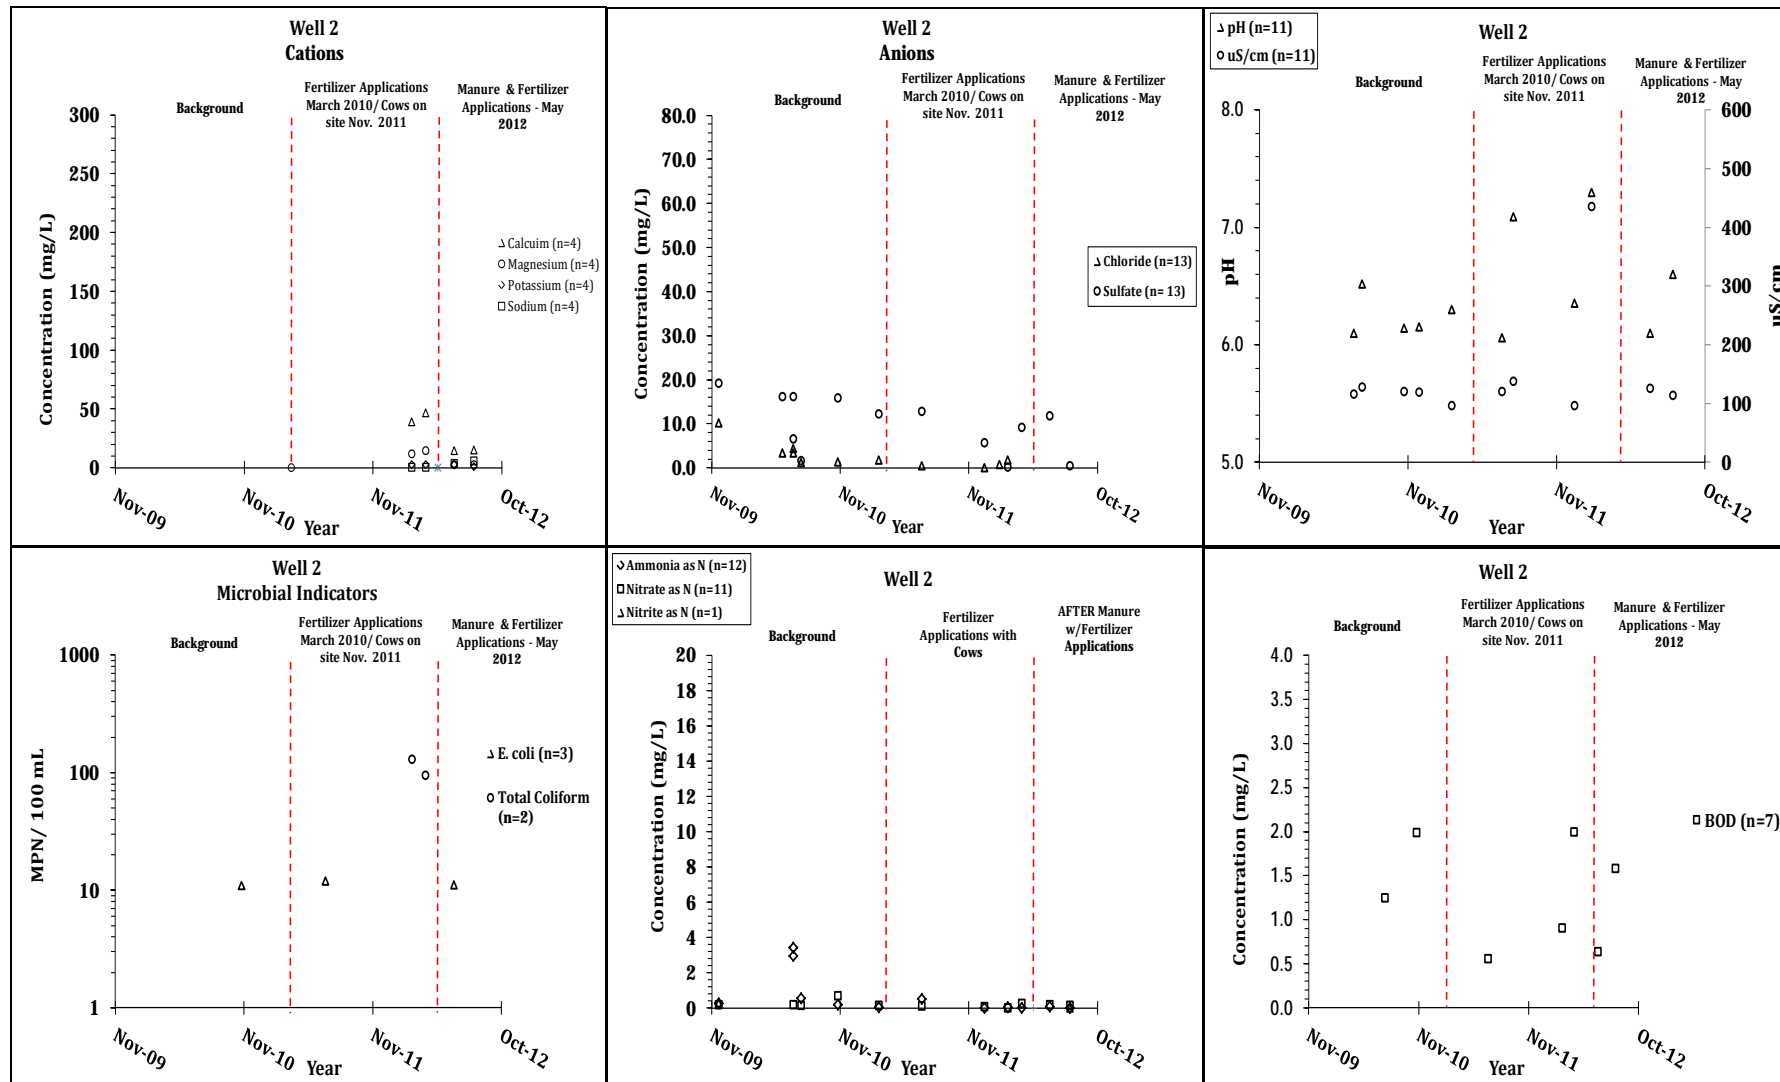 Well 2
Cations
Background
Fertilizer Applications
March 2010/ Cows on
site Nov. 2011
Manure & Fertilizer
Applications - May
2012
300
250
200
150
100
50
0
Concentration (mg/L)
Calcuim (n=4)
Magnesium (n=4)
Potassium (n=4)
Sodium (n=4)
Nov-09
Nov-10
Nov-11
Oct-12
Year
Well 2
Anions
Background
Fertilizer Applications
March 2010/ Cows on
site Nov. 2011
Manure & Fertilizer
Applications - May
2012
80.0
70.0
60.0
50.0
40.0
30.0
20.0
10.0
0.0
Concentration (mg/L)
Chloride (n=13)
Sulfate (n= 13)
Nov-09
Nov-10
Nov-11
Oct-12
Year
pH (n=11)
uS/cm (n=11)
Well 2
Background
Fertilizer Applications
March 2010/ Cows on
site Nov. 2011
Manure & Fertilizer
Applications - May
2012
8.0
7.0
6.0
5.0
pH
600
500
400
300
200
100
0
uS/cm
Nov-09
Nov-10
Nov-11
Oct-12
Year
Well 2
Microbial Indicators
Background
Fertilizer Applications
March 2010/ Cows on
site Nov. 2011
Manure & Fertilizer
Applications - May
2012
1000
100
10
1
MPN/ 100 mL
E. coli (n=3)
Total Coliform
(n=2)
Nov-09
Nov-10
Nov-11
Oct-12
Year
Ammonia as N (n=12)
Nitrate as N (n=11)
Nitrite as N (n=1)
Well 2
Background
Fertilizer
Applications with
Cows
AFTER Manure
w/Fertilizer
Applications
20
18
16
14
12
10
8
6
4
2
0
Concentration (mg/L)
Nov-09
Nov-10
Nov-11
Oct-12
Year
Well 2
Background
Fertilizer Applications
March 2010/ Cows on
site Nov. 2011
Manure & Fertilizer
Applications - May
2012
4.0
3.5
3.0
2.5
2.0
1.5
1.0
0.5
0.0
Concentration (mg/L)
BOD (n=7)
Nov-09
Nov-10
Nov-11
Oct-12
Year